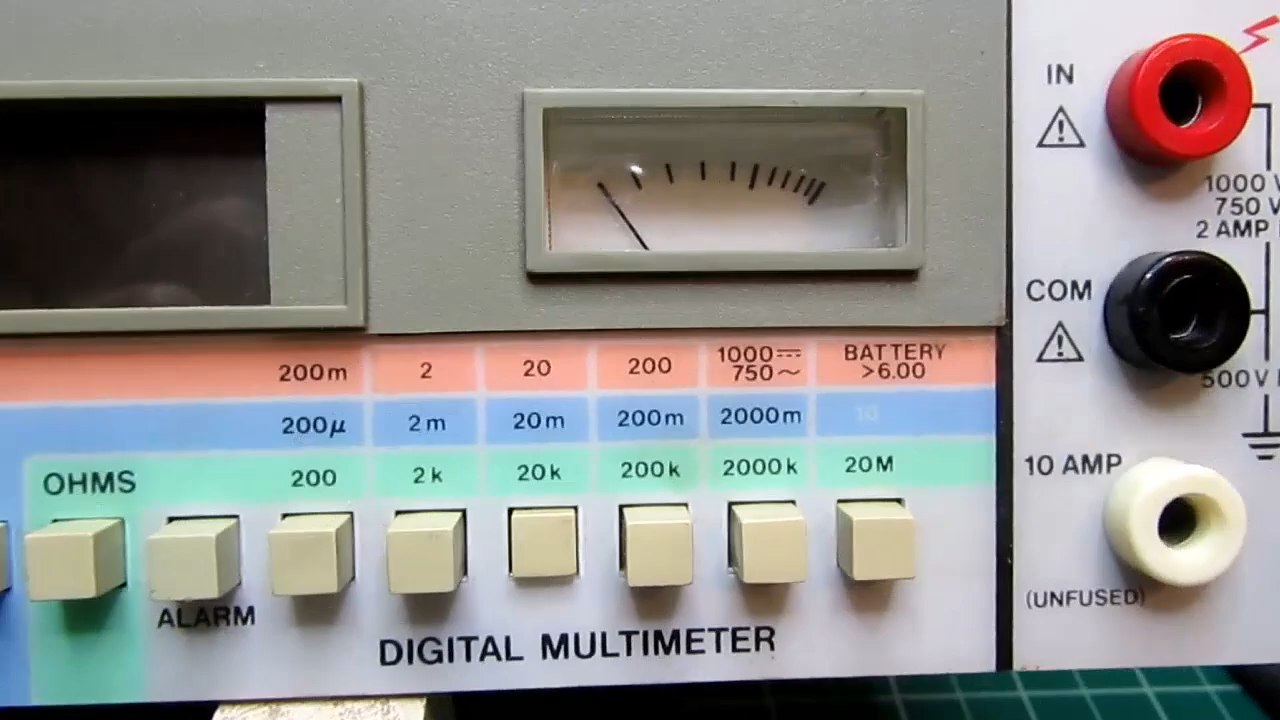 IN
1000 V
750 V
2 AMP
COM
500V
200m 2 20 200 1000⎓ BATTERY
750∼ >6.00
200µ 2m 20m 200m 2000m 10
OHMS 200 2k 20k 200k 2000k 20M
10 AMP
ALARM
(UNFUSED)
DIGITAL MULTIMETER